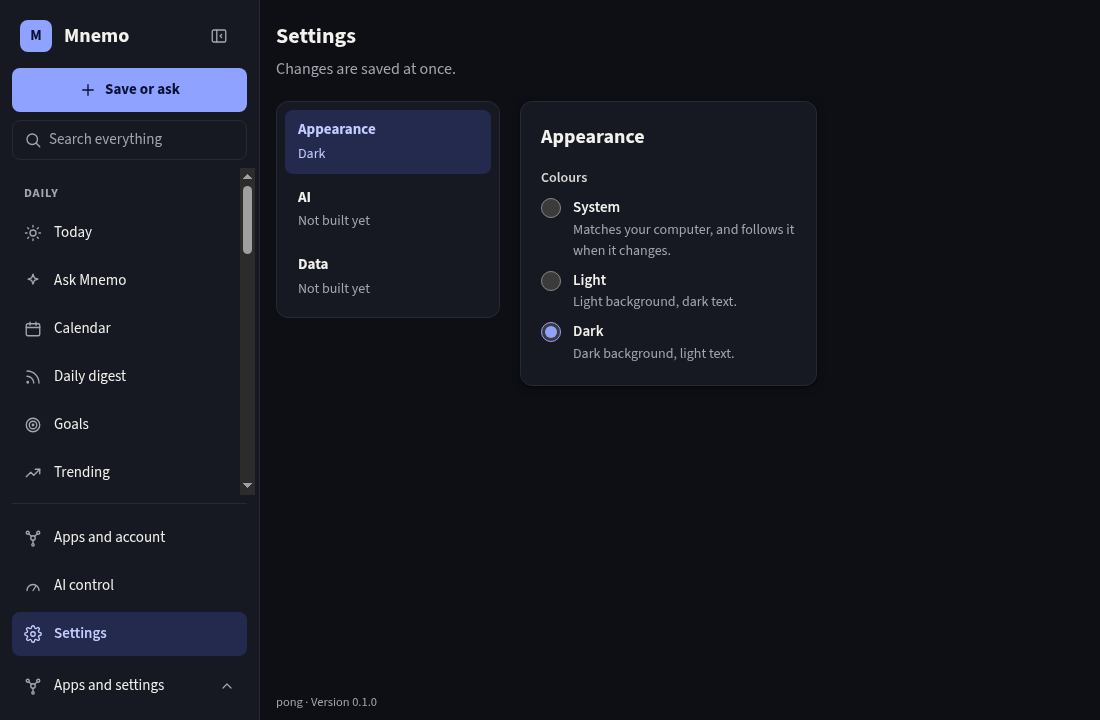 M
Mnemo
Save or ask
Search everything
DAILY
Today
Ask Mnemo
Calendar
Daily digest
Goals
Trending
Apps and account
AI control
Settings
Apps and settings
Settings
Changes are saved at once.
Appearance
Dark
AI
Not built yet
Data
Not built yet
Appearance
Colours
System
Matches your computer, and follows it
when it changes.
Light
Light background, dark text.
Dark
Dark background, light text.
pong · Version 0.1.0